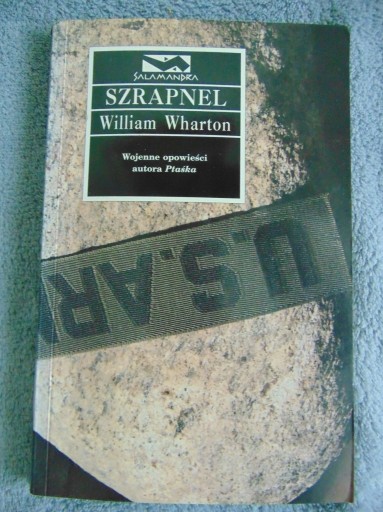 SALAMANDRA
SZRAPNEL
William Wharton
Wojenne opowieści
autora Ptaśka
U.S. AR